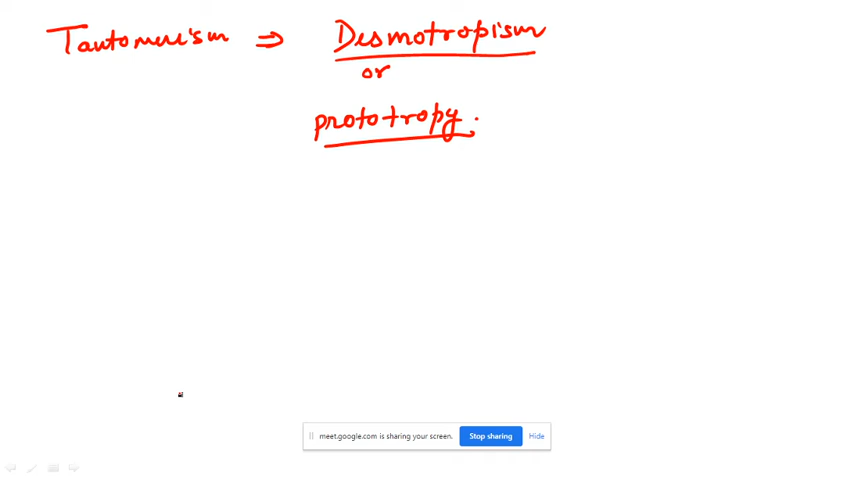 Tautomerism ⇒ Desmotropism
or
prototropy.
meet.google.com is sharing your screen. Stop sharing Hide